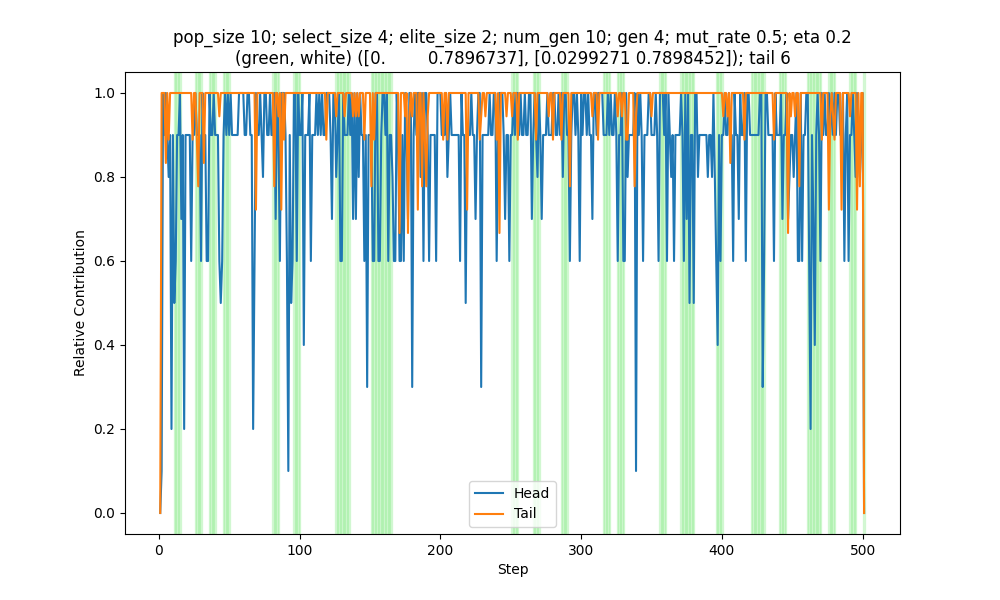 pop_size 10; select_size 4; elite_size 2; num_gen 10; gen 4; mut_rate 0.5; eta 0.2
(green, white) ([0.        0.7896737], [0.0299271 0.7898452]); tail 6
Relative Contribution
1.0
0.8
0.6
0.4
0.2
0.0
Head
Tail
0
100
200
300
400
500
Step